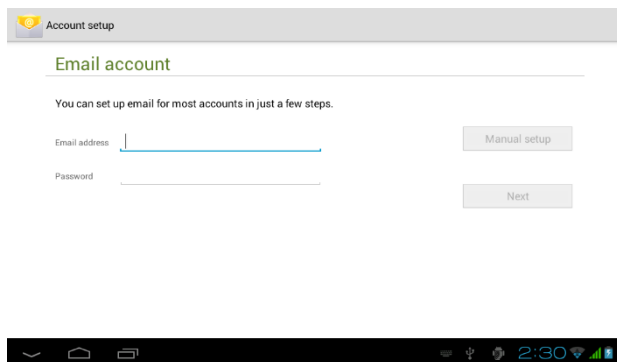 Account setup
Email account
You can set up email for most accounts in just a few steps.
Email address
Manual setup
Password
Next
2:30